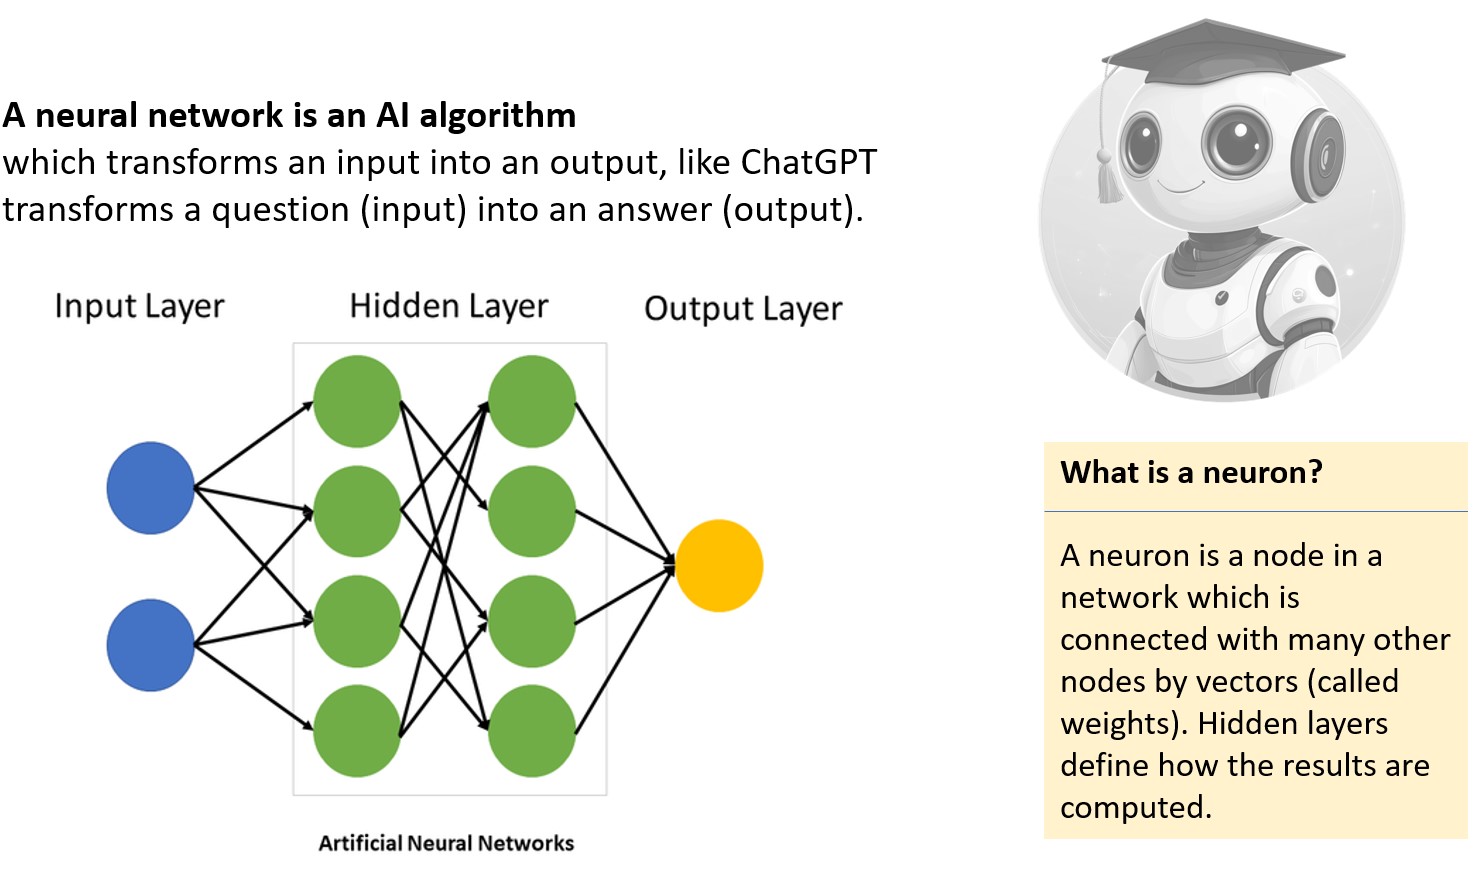 A neural network is an AI algorithm
which transforms an input into an output, like ChatGPT
transforms a question (input) into an answer (output).
Input Layer
Hidden Layer
Output Layer
Artificial Neural Networks
What is a neuron?
A neuron is a node in a
network which is
connected with many other
nodes by vectors (called
weights). Hidden layers
define how the results are
computed.